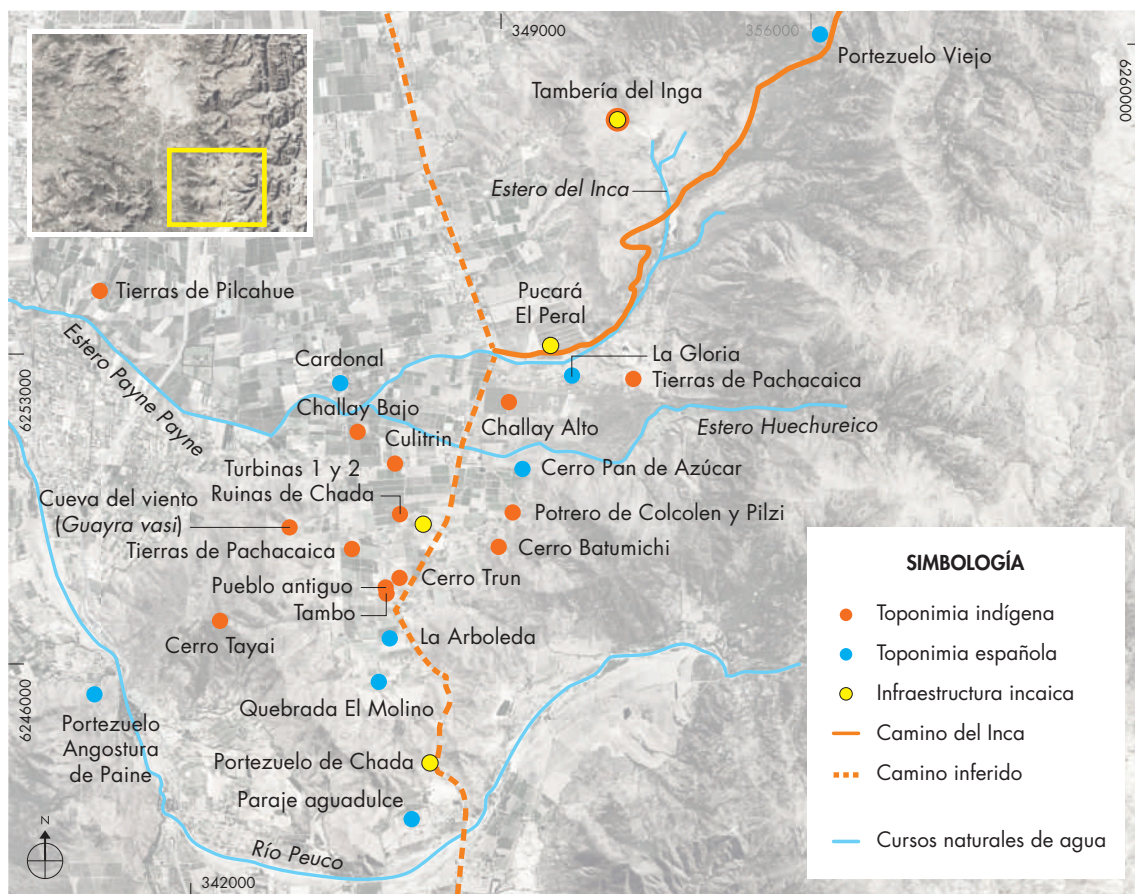 349000
356000
Portezuelo Viejo
6260000
Tambería del Inga
Estero del Inca
Tierras de Pilcahue
Pucará
El Peral
Estero Payne Payne
Cardonal
La Gloria
Tierras de Pachacaica
6253000
Challay Bajo
Challay Alto
Estero Huechureico
Culitrin
Turbinas 1 y 2
Cerro Pan de Azúcar
Ruinas de Chada
Cueva del viento
(Guayra vasi)
Potrero de Colcolen y Pilzi
Tierras de Pachacaica
Cerro Batumichi
Pueblo antiguo
Cerro Trun
Tambo
Cerro Tayai
La Arboleda
6246000
Quebrada El Molino
Portezuelo
Angostura
de Paine
Portezuelo de Chada
Paraje aguadulce
Río Peuco
N
342000
SIMBOLOGÍA
Toponimia indígena
Toponimia española
Infraestructura incaica
Camino del Inca
Camino inferido
Cursos naturales de agua